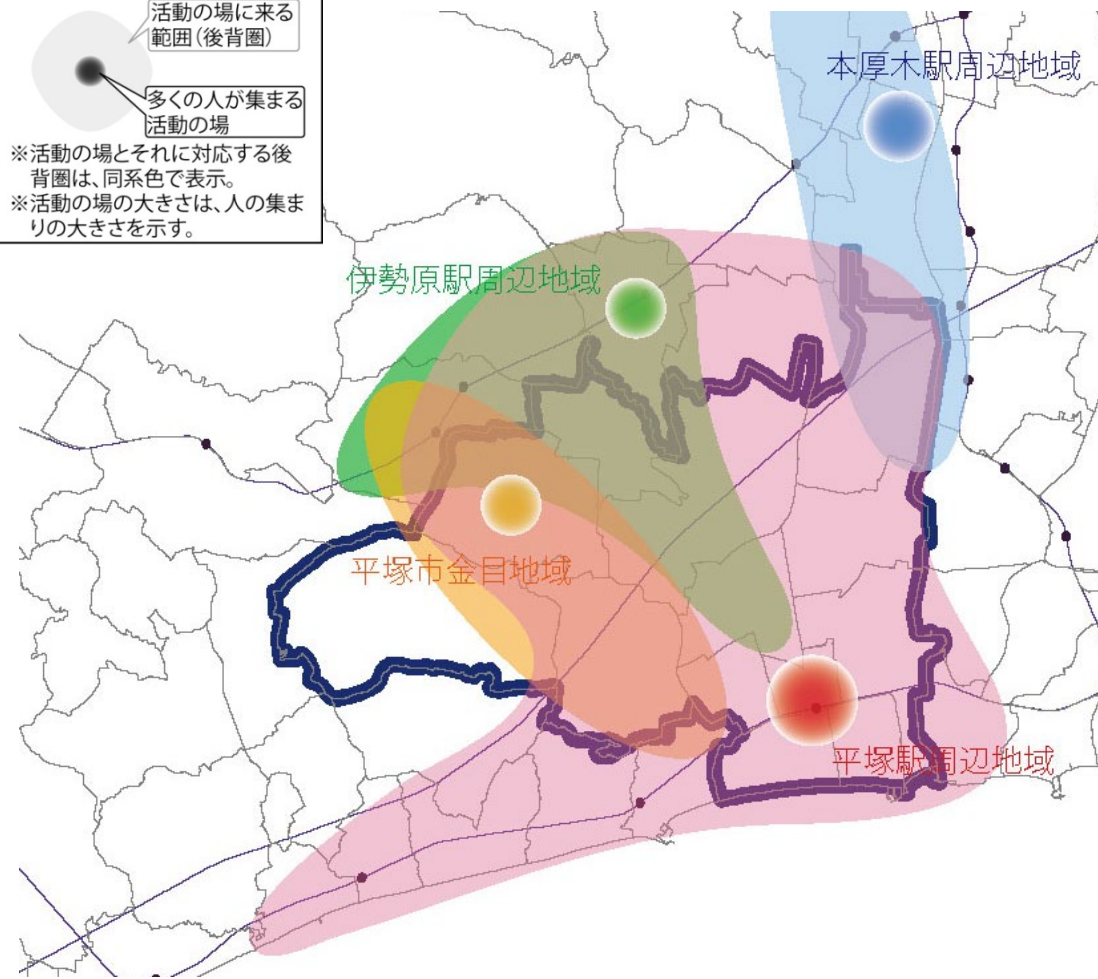 活動の場に来る
範囲(後背圏)
多くの人が集まる
活動の場
※活動の場とそれに対応する後
背圏は、同系色で表示。
※活動の場の大きさは、人の集ま
りの大きさを示す。
本厚木駅周辺地域
伊勢原駅周辺地域
平塚市金目地域
平塚駅周辺地域